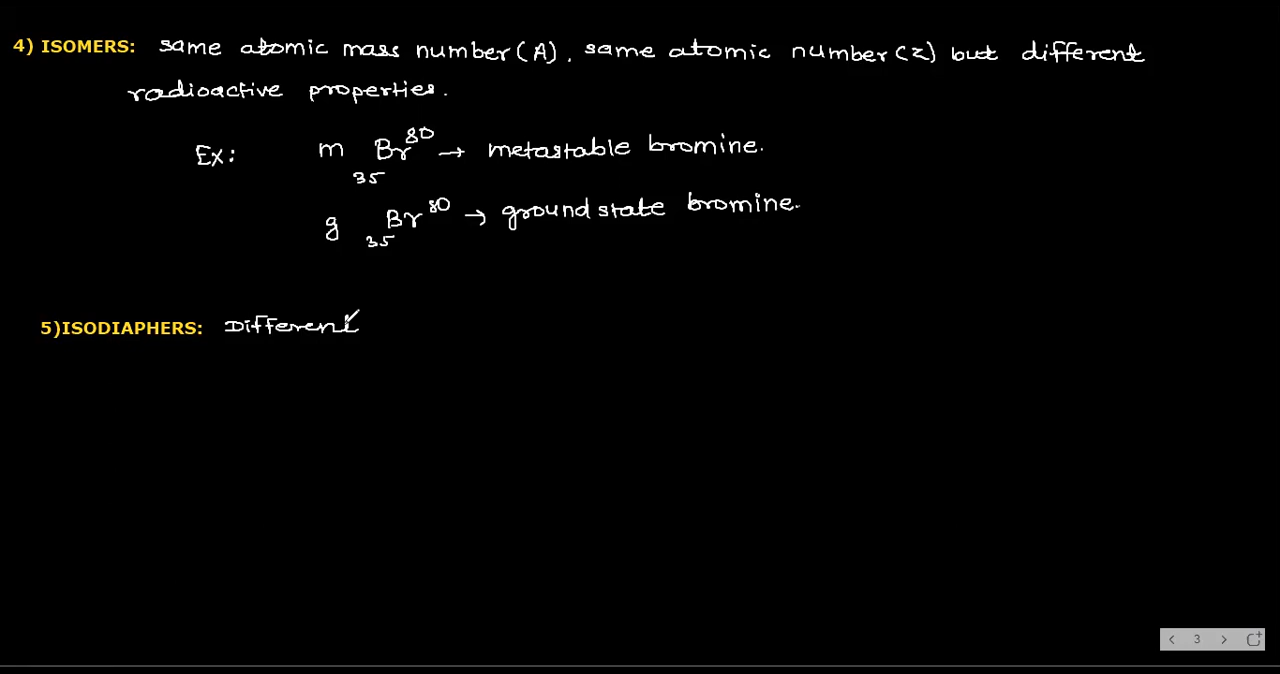 4) ISOMERS: same atomic mass number (A), same atomic number (Z) but different
radioactive properties.
Ex: m 35Br80 → metastable bromine.
g 35Br80 → ground state bromine.
5)ISODIAPHERS: Different
< 3 >